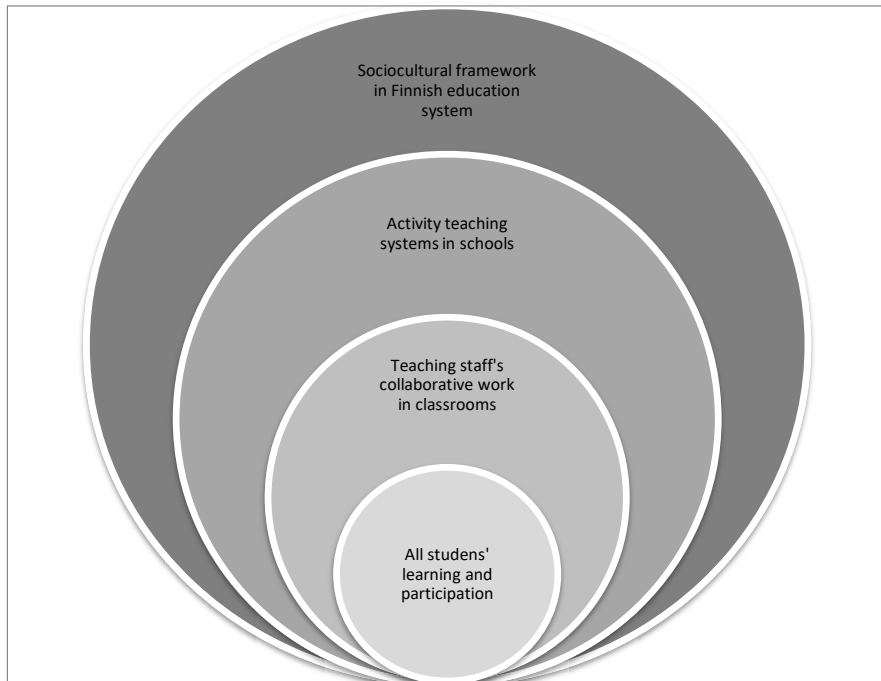 Sociocultural framework
in Finnish education
system
Activity teaching
systems in schools
Teaching staff's
collaborative work
in classrooms
All studens'
learning and
participation